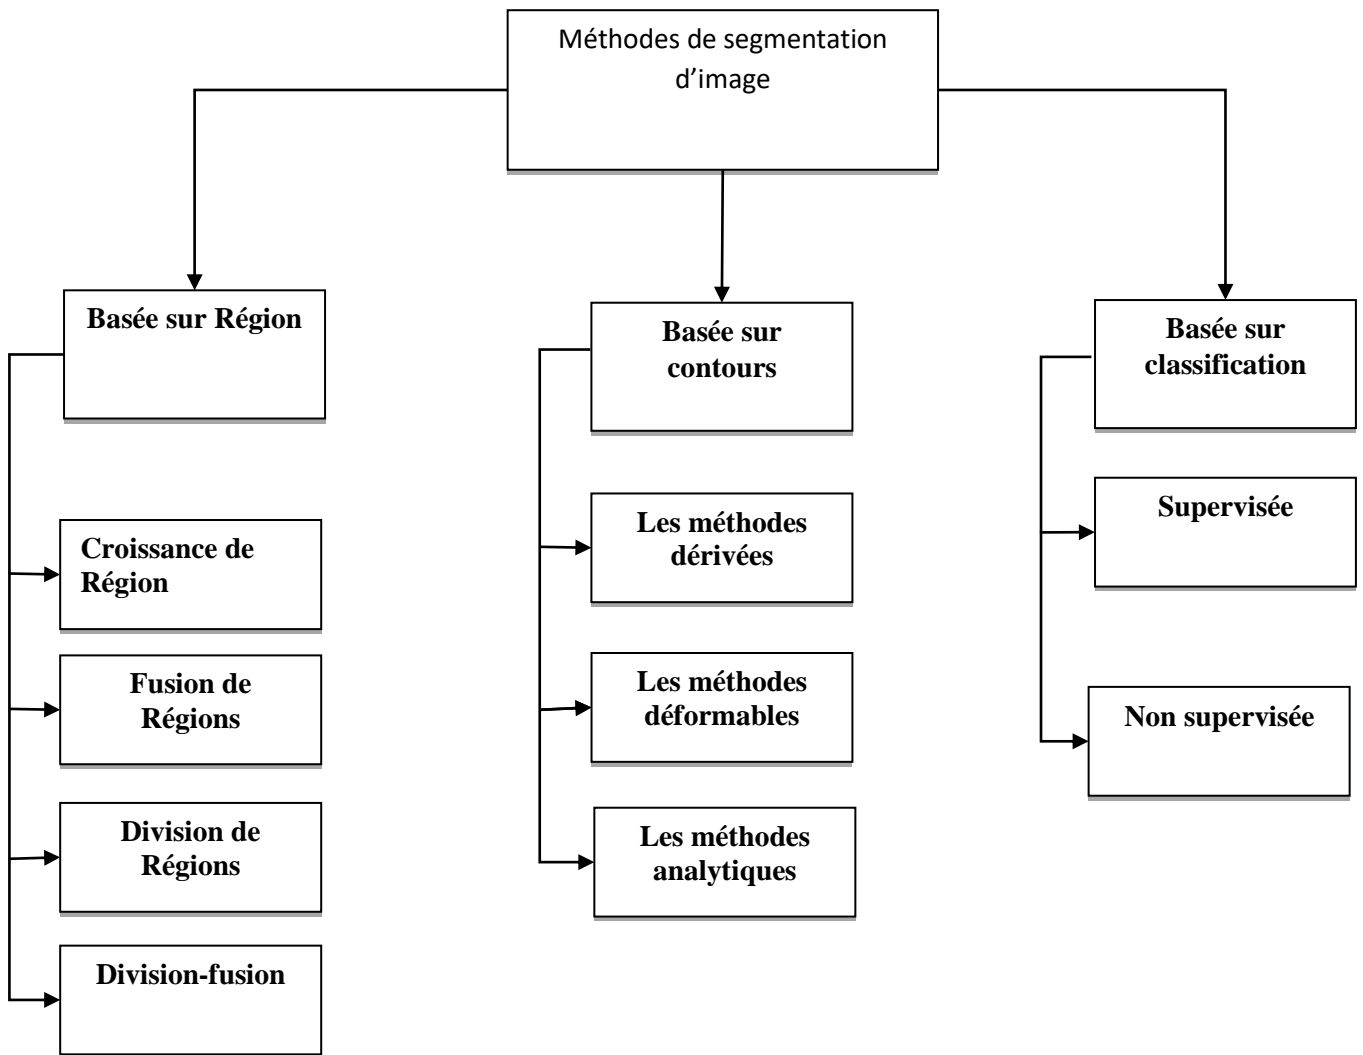 Méthodes de segmentation
d’image
Basée sur Région
Croissance de
Région
Fusion de
Régions
Division de
Régions
Division-fusion
Basée sur
contours
Les méthodes
dérivées
Les méthodes
déformables
Les méthodes
analytiques
Basée sur
classification
Supervisée
Non supervisée